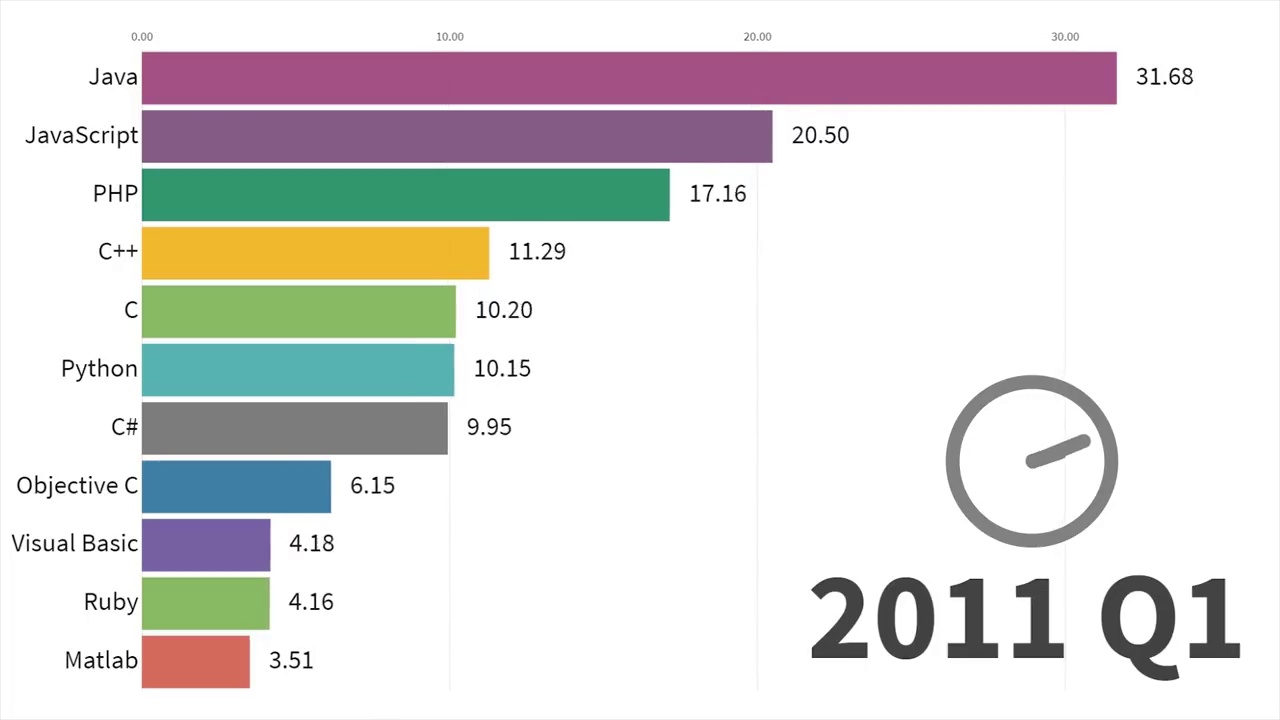 0.00 10.00 20.00 30.00
Java 31.68
JavaScript 20.50
PHP 17.16
C++ 11.29
C 10.20
Python 10.15
C# 9.95
Objective C 6.15
Visual Basic 4.18
Ruby 4.16
Matlab 3.51
2011 Q1